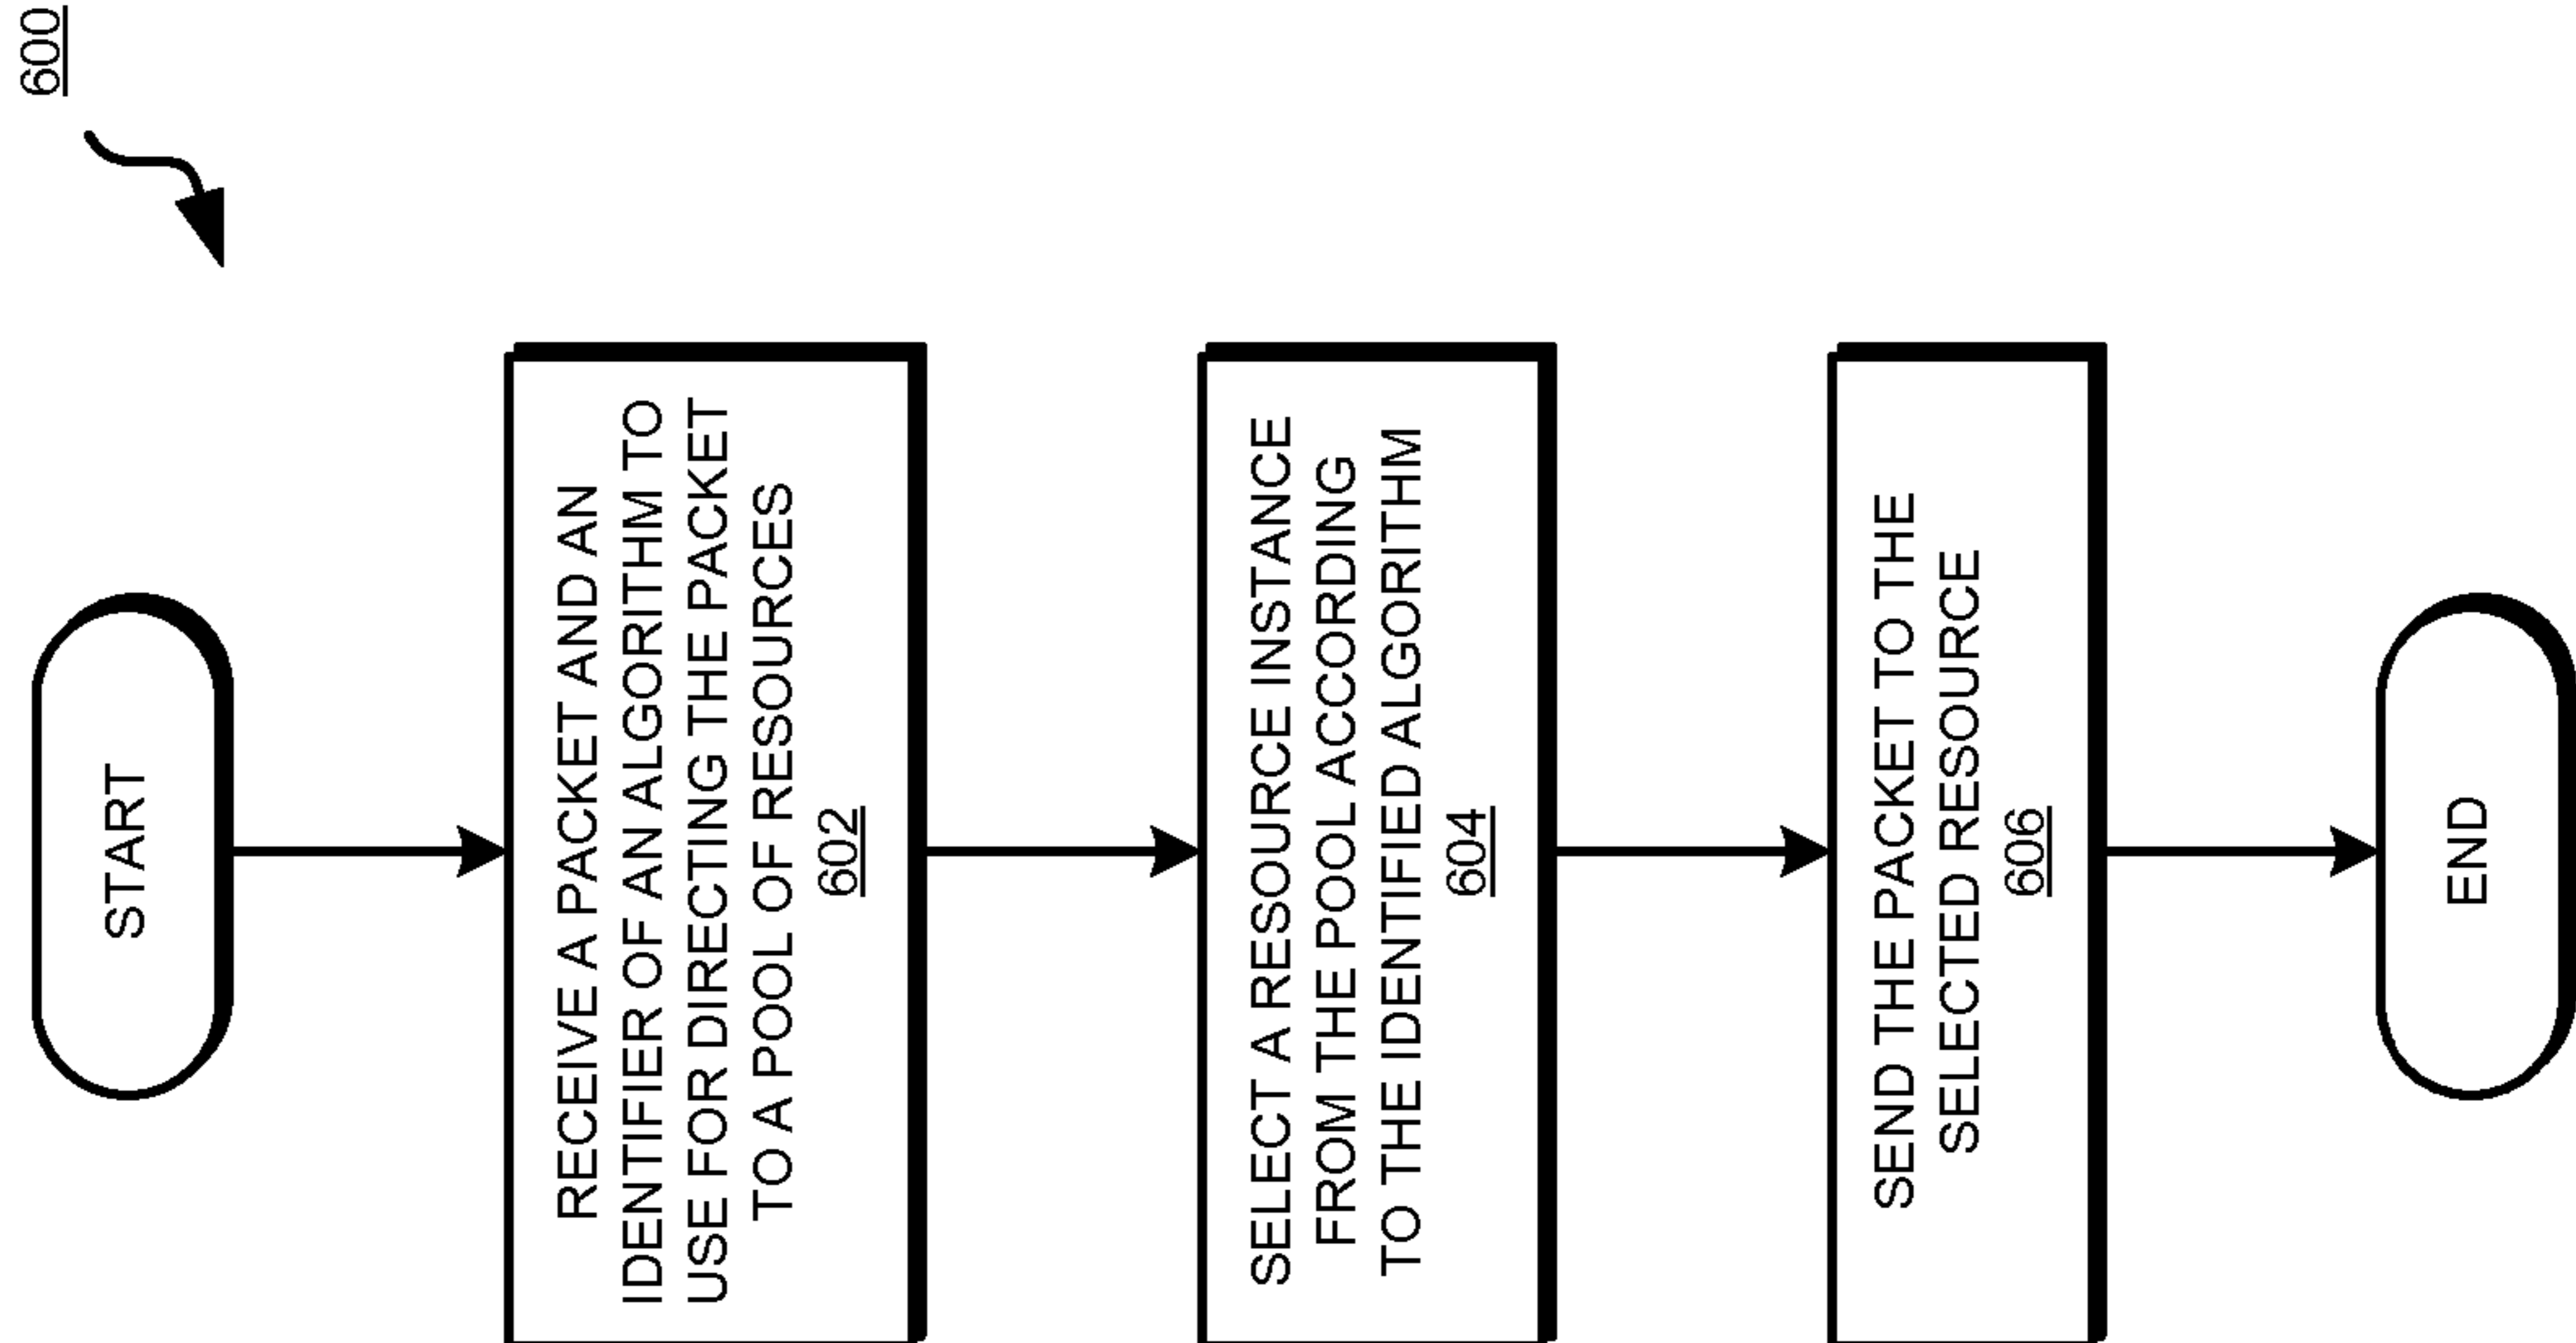 600
START
RECEIVE A PACKET AND AN
IDENTIFIER OF AN ALGORITHM TO
USE FOR DIRECTING THE PACKET
TO A POOL OF RESOURCES
602
SELECT A RESOURCE INSTANCE
FROM THE POOL ACCORDING
TO THE IDENTIFIED ALGORITHM
604
SEND THE PACKET TO THE
SELECTED RESOURCE
606
END